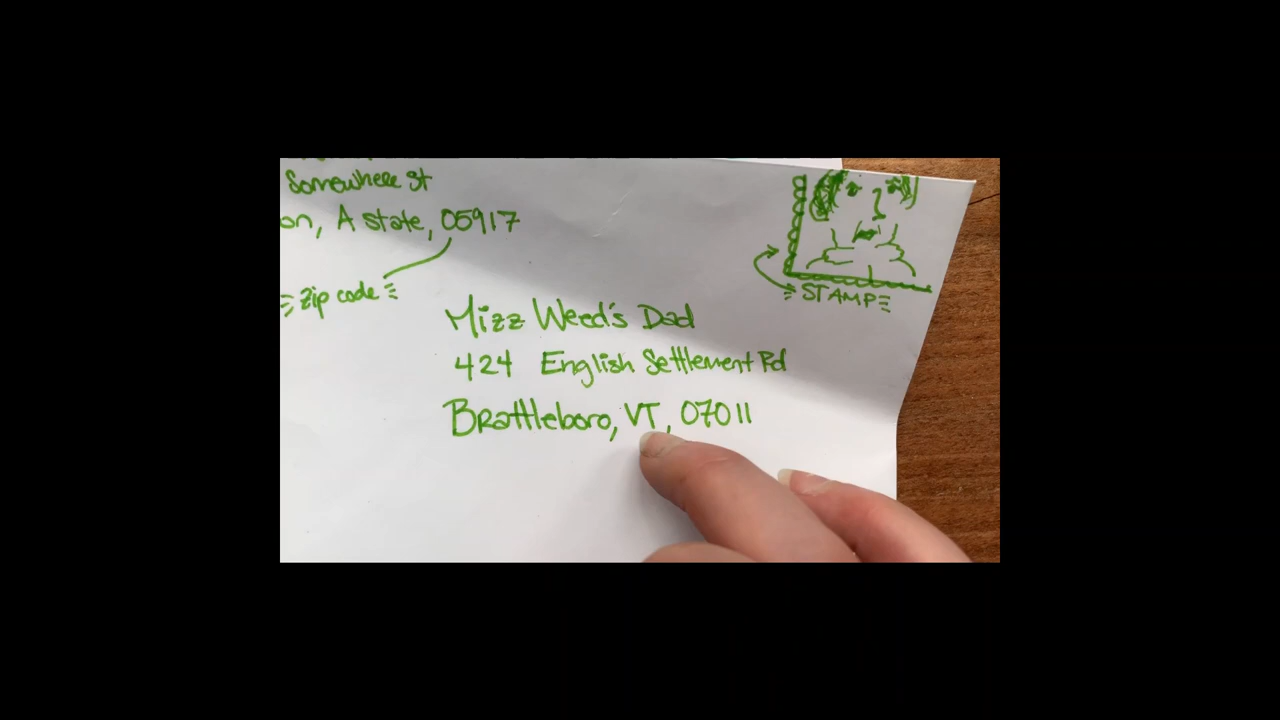 Somewhere St
on, A state, 05917
Zip code
STAMP
Mizz Weed's Dad
424 English Settlement Rd
Brattleboro, VT, 07011